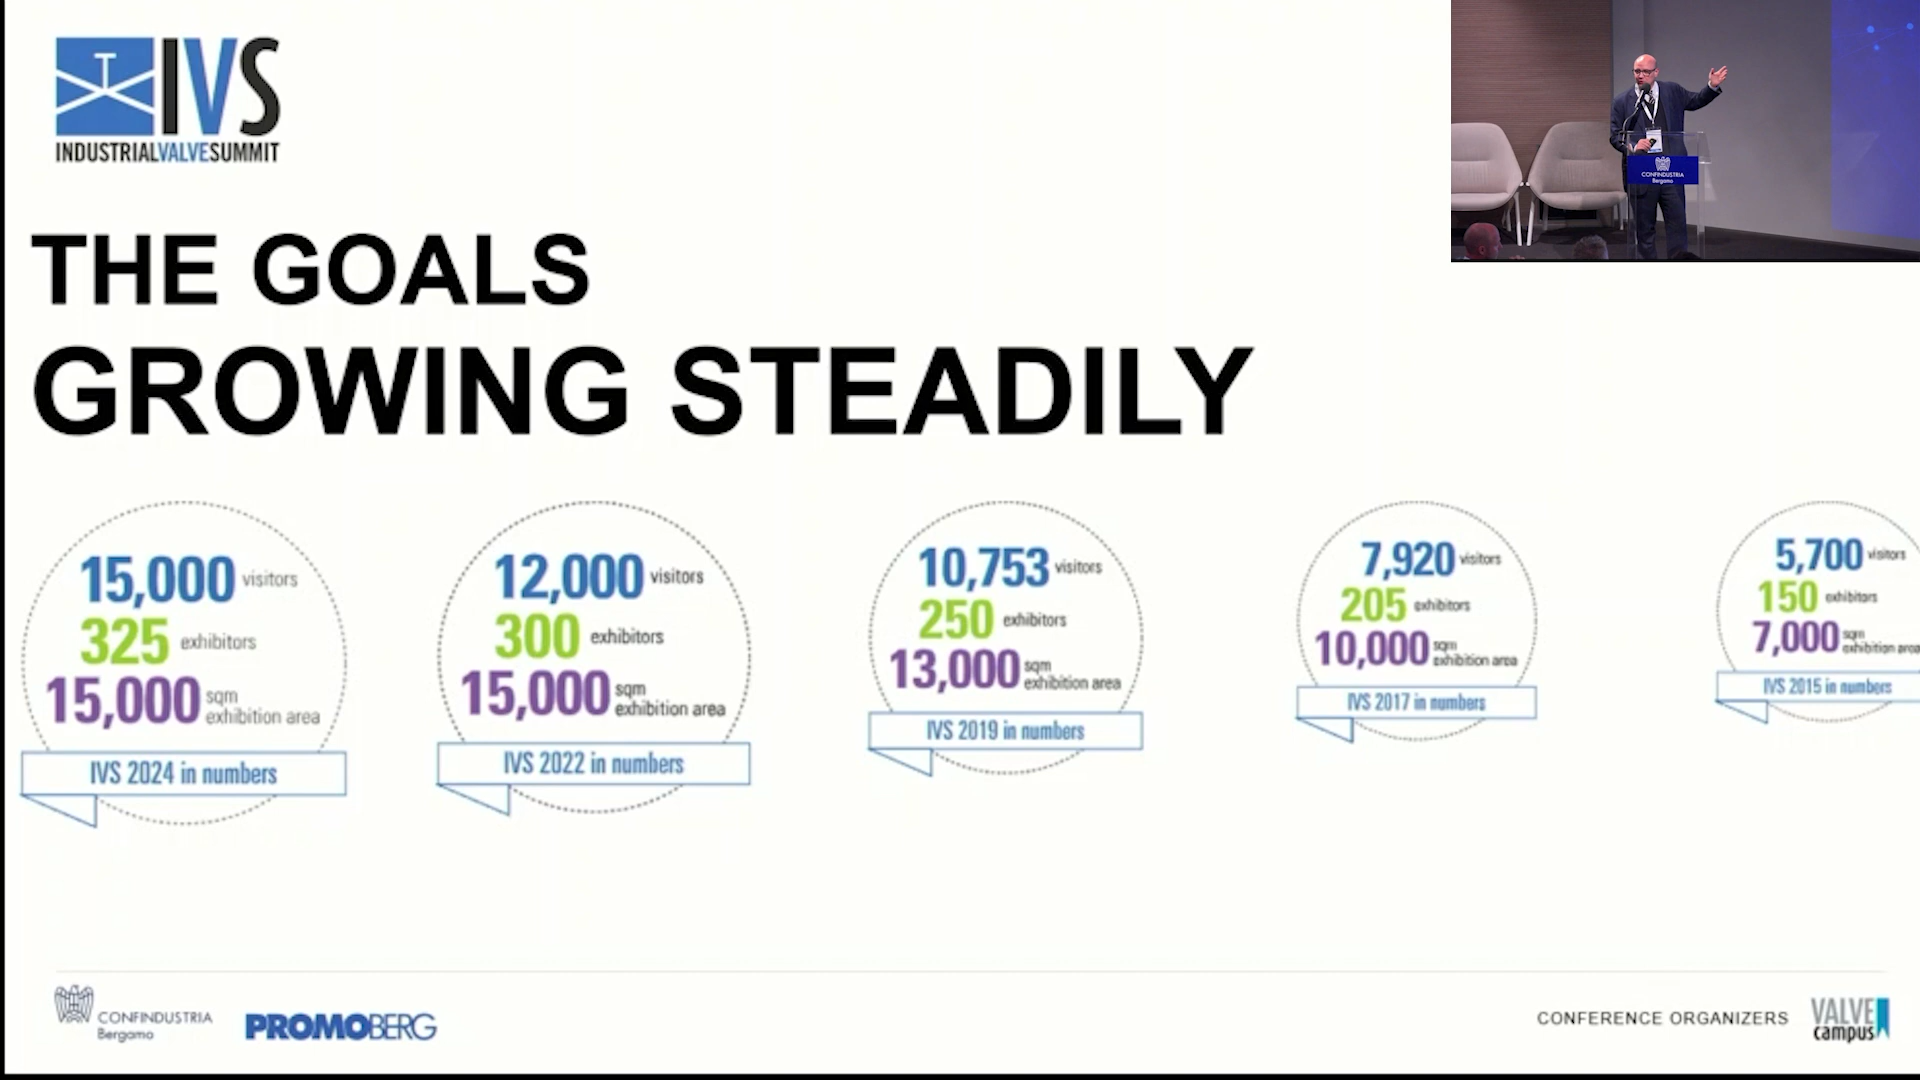 IVS
INDUSTRIALVALVESUMMIT
CONFINDUSTRIA
Bergamo
THE GOALS
GROWING STEADILY
15,000 visitors
325 exhibitors
15,000 sqm
exhibition area
IVS 2024 in numbers
12,000 visitors
300 exhibitors
15,000 sqm
exhibition area
IVS 2022 in numbers
10,753 visitors
250 exhibitors
13,000 sqm
exhibition area
IVS 2019 in numbers
7,920 visitors
205 exhibitors
10,000 sqm
exhibition area
IVS 2017 in numbers
5,700 visitors
150 exhibitors
7,000 sqm
exhibition area
IVS 2015 in numbers
CONFINDUSTRIA
Bergamo
PROMOBERG
CONFERENCE ORGANIZERS
VALVE
campus